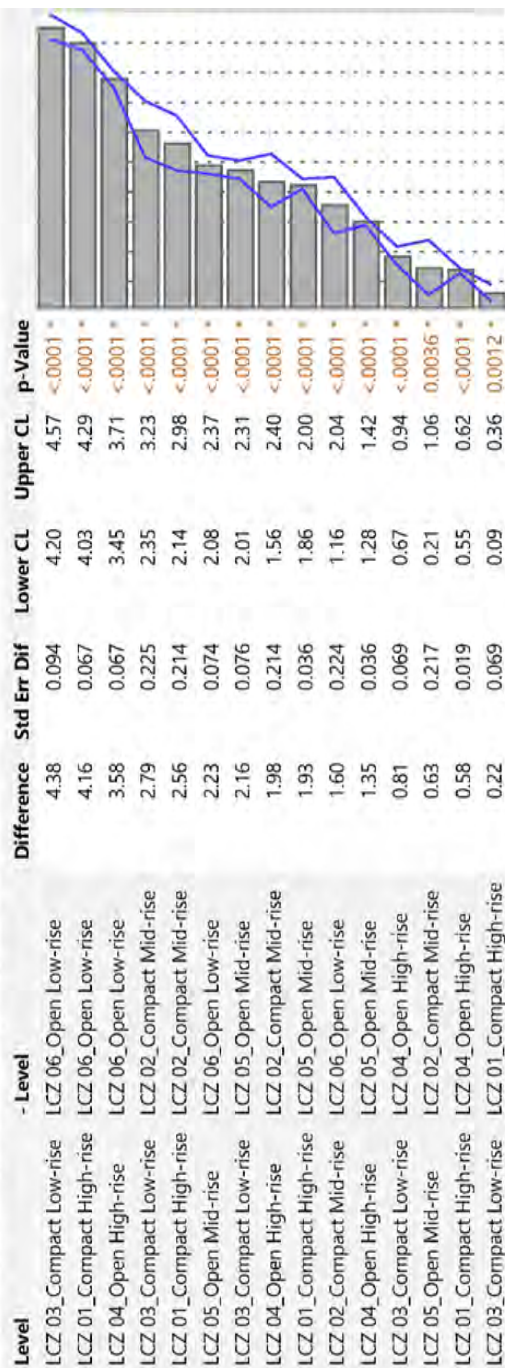 Level - Level Difference Std Err Dif Lower CL Upper CL p-Value
LCZ 03_Compact Low-rise LCZ 06_Open Low-rise 4.38 0.094 4.20 4.57 <.0001 *
LCZ 01_Compact High-rise LCZ 06_Open Low-rise 4.16 0.067 4.03 4.29 <.0001 *
LCZ 04_Open High-rise LCZ 06_Open Low-rise 3.58 0.067 3.45 3.71 <.0001 *
LCZ 03_Compact Low-rise LCZ 02_Compact Mid-rise 2.79 0.225 2.35 3.23 <.0001 *
LCZ 01_Compact High-rise LCZ 02_Compact Mid-rise 2.56 0.214 2.14 2.98 <.0001 *
LCZ 05_Open Mid-rise LCZ 06_Open Low-rise 2.23 0.074 2.08 2.37 <.0001 *
LCZ 03_Compact Low-rise LCZ 05_Open Mid-rise 2.16 0.076 2.01 2.31 <.0001 *
LCZ 04_Open High-rise LCZ 02_Compact Mid-rise 1.98 0.214 1.56 2.40 <.0001 *
LCZ 01_Compact High-rise LCZ 05_Open Mid-rise 1.93 0.036 1.86 2.00 <.0001 *
LCZ 02_Compact Mid-rise LCZ 06_Open Low-rise 1.60 0.224 1.16 2.04 <.0001 *
LCZ 04_Open High-rise LCZ 05_Open Mid-rise 1.35 0.036 1.28 1.42 <.0001 *
LCZ 03_Compact Low-rise LCZ 04_Open High-rise 0.81 0.069 0.67 0.94 <.0001 *
LCZ 05_Open Mid-rise LCZ 02_Compact Mid-rise 0.63 0.217 0.21 1.06 0.0036 *
LCZ 01_Compact High-rise LCZ 04_Open High-rise 0.58 0.019 0.55 0.62 <.0001 *
LCZ 03_Compact Low-rise LCZ 01_Compact High-rise 0.22 0.069 0.09 0.36 0.0012 *